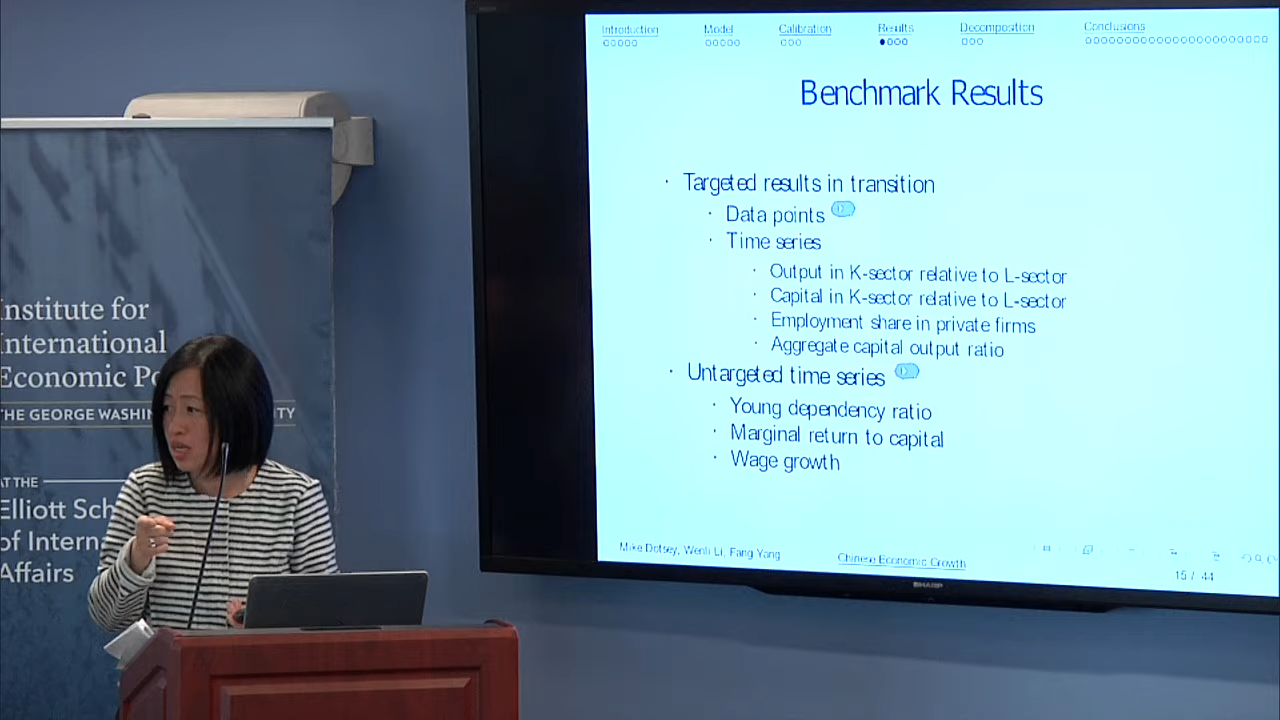 Introduction
Model
Calibration
Results
Decomposition
Conclusions
Benchmark Results
· Targeted results in transition
· Data points
· Time series
· Output in K-sector relative to L-sector
· Capital in K-sector relative to L-sector
· Employment share in private firms
· Aggregate capital output ratio
· Untargeted time series
· Young dependency ratio
· Marginal return to capital
· Wage growth
Mike Dotsey, Wenli Li, Fang Yang
Chinese Economic Growth
15 / 44
SHARP
Institute for
International
Economic Po
THE GEORGE WASHIN
TY
AT THE
Elliott Sch
of Interna
Affairs